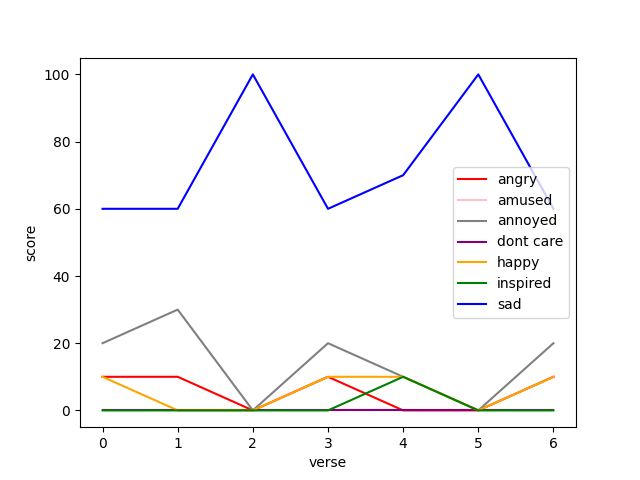 100
80
60
40
20
0
score
0 1 2 3 4 5 6
verse
angry
amused
annoyed
dont care
happy
inspired
sad